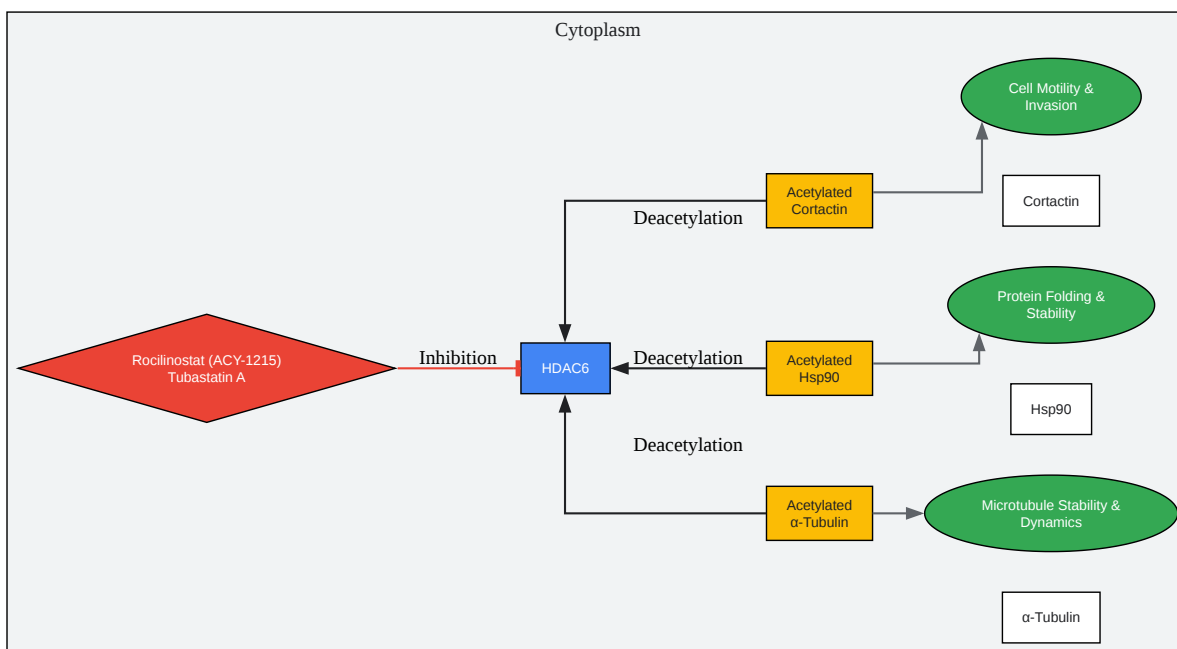 Cytoplasm
Cell Motility &
Invasion
Acetylated
Cortactin
Cortactin
Deacetylation
Protein Folding &
Stability
Rocilinostat (ACY-1215)
Tubastatin A
Inhibition
HDAC6
Deacetylation
Acetylated
Hsp90
Hsp90
Deacetylation
Acetylated
α-Tubulin
Microtubule Stability &
Dynamics
α-Tubulin